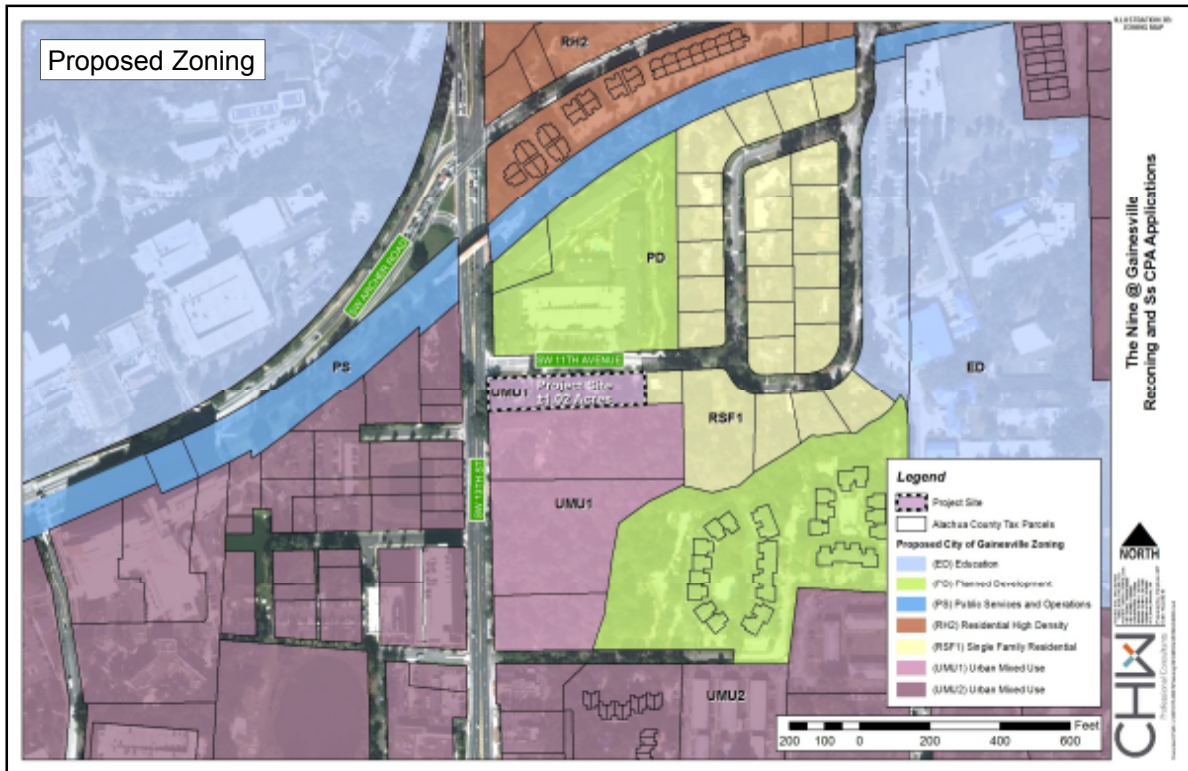 Proposed Zoning
ILLUSTRATION 3B:
ZONING MAP
RH2
PD
SW ARCHER ROAD
PS
SW 11TH AVENUE
ED
UMU1
Project Site
±1.02 Acres
RSF1
SW 13TH ST
UMU1
UMU2
The Nine @ Gainesville
Rezoning and Ss CPA Applications
Legend
Project Site
Alachua County Tax Parcels
Proposed City of Gainesville Zoning
(ED) Education
(PD) Planned Development
(PS) Public Services and Operations
(RH2) Residential High Density
(RSF1) Single Family Residential
(UMU1) Urban Mixed Use
(UMU2) Urban Mixed Use
Feet
200 100 0 200 400 600
NORTH
CHW
Professional Consultants